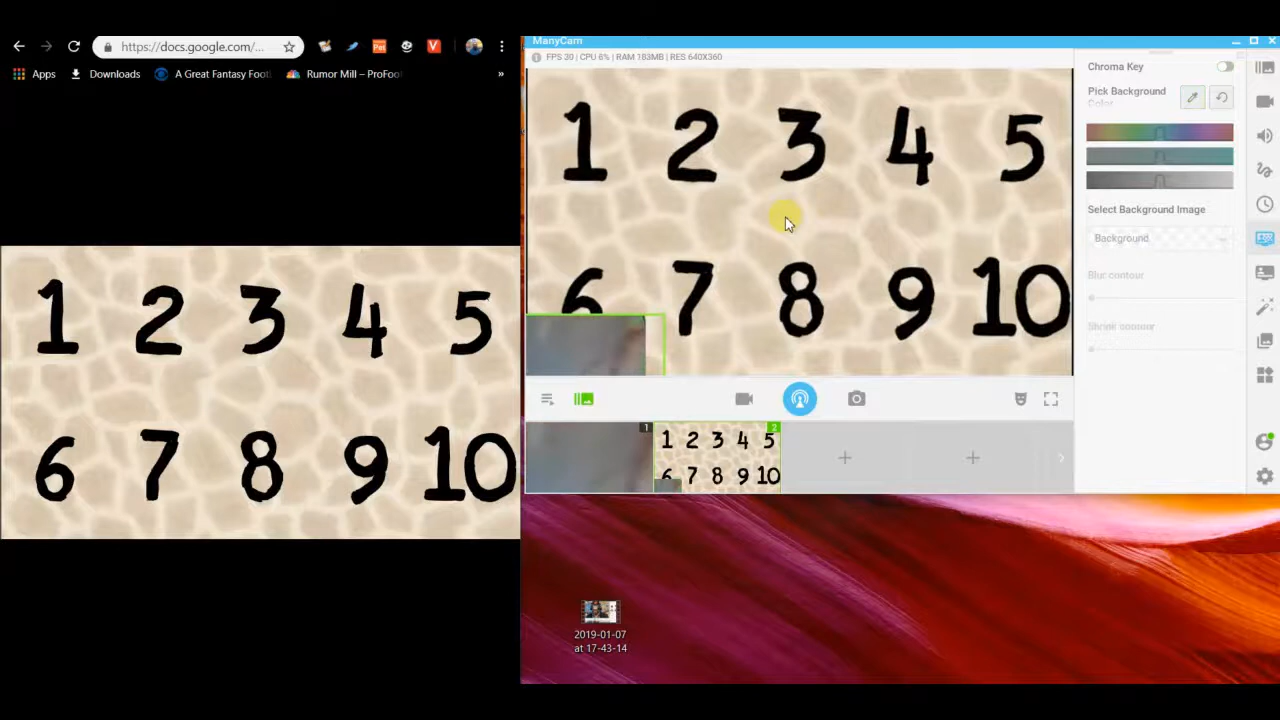 https://docs.google.com/...
Pat
V
Apps
Downloads
A Great Fantasy Foot
Rumor Mill – ProFoo
»
1 2 3 4 5
6 7 8 9 10
ManyCam
FPS 30 | CPU 6% | RAM 183MB | RES 640X360
1 2 3 4 5
6 7 8 9 10
1
2
1 2 3 4 5
6 7 8 9 10
Chroma Key
Pick Background
Color
Select Background Image
Background
Blur contour
Shrink contour
2019-01-07
at 17-43-14